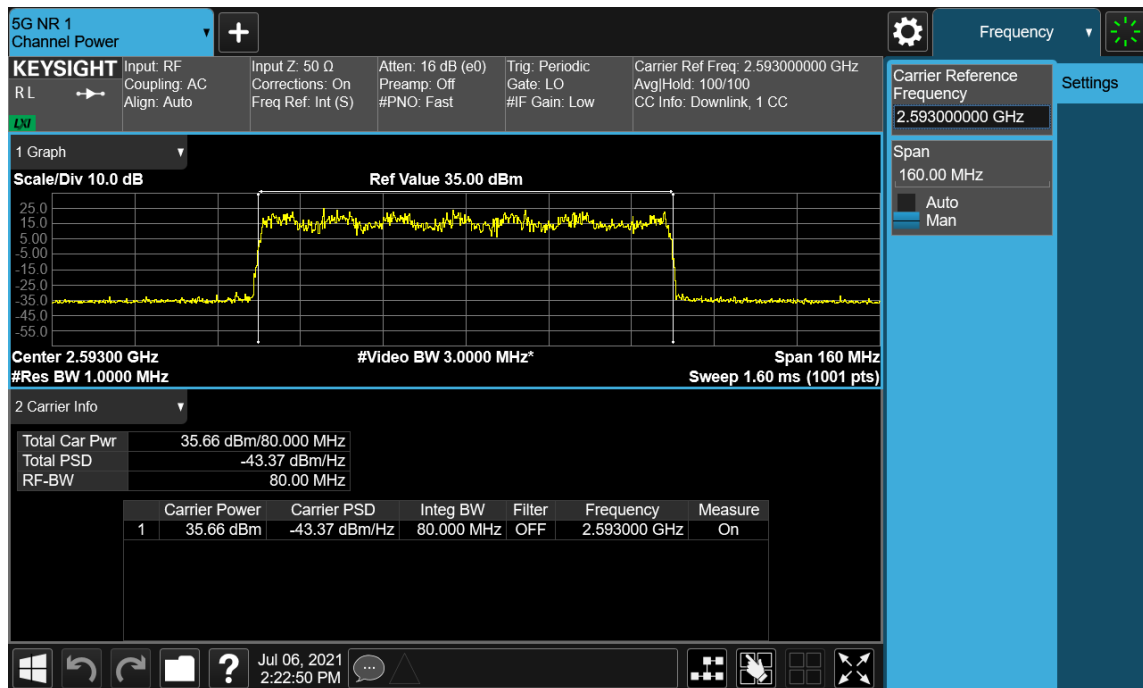 5G NR 1
Channel Power
Frequency
KEYSIGHT
R L
LXI
Input: RF
Coupling: AC
Align: Auto
Input Z: 50 Ω
Corrections: On
Freq Ref: Int (S)
Atten: 16 dB (e0)
Preamp: Off
#PNO: Fast
Trig: Periodic
Gate: LO
#IF Gain: Low
Carrier Ref Freq: 2.593000000 GHz
Avg|Hold: 100/100
CC Info: Downlink, 1 CC
Carrier Reference
Frequency
2.593000000 GHz
Settings
Span
160.00 MHz
Auto
Man
1 Graph
Scale/Div 10.0 dB
Ref Value 35.00 dBm
25.0
15.0
5.00
-5.00
-15.0
-25.0
-35.0
-45.0
-55.0
Center 2.59300 GHz
#Video BW 3.0000 MHz*
Span 160 MHz
#Res BW 1.0000 MHz
Sweep 1.60 ms (1001 pts)
2 Carrier Info
Total Car Pwr 35.66 dBm/80.000 MHz
Total PSD -43.37 dBm/Hz
RF-BW 80.00 MHz
Carrier Power Carrier PSD Integ BW Filter Frequency Measure
1 35.66 dBm -43.37 dBm/Hz 80.000 MHz OFF 2.593000 GHz On
Jul 06, 2021
2:22:50 PM